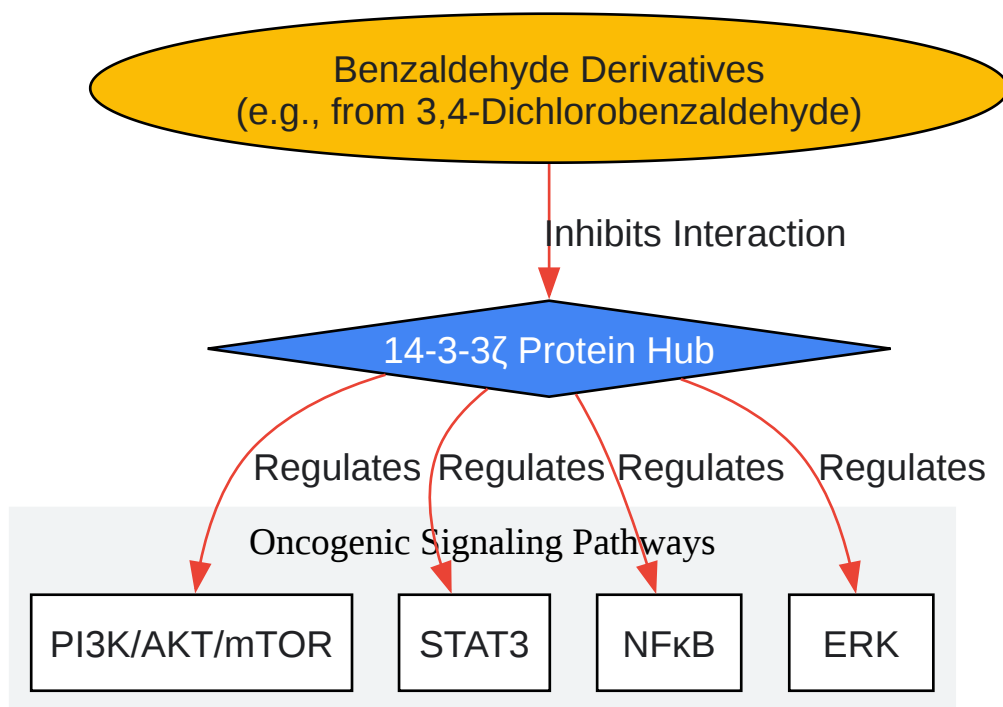 Benzaldehyde Derivatives
(e.g., from 3,4-Dichlorobenzaldehyde)
Inhibits Interaction
14-3-3ζ Protein Hub
Regulates Regulates Regulates Regulates
Oncogenic Signaling Pathways
PI3K/AKT/mTOR STAT3 NFκB ERK